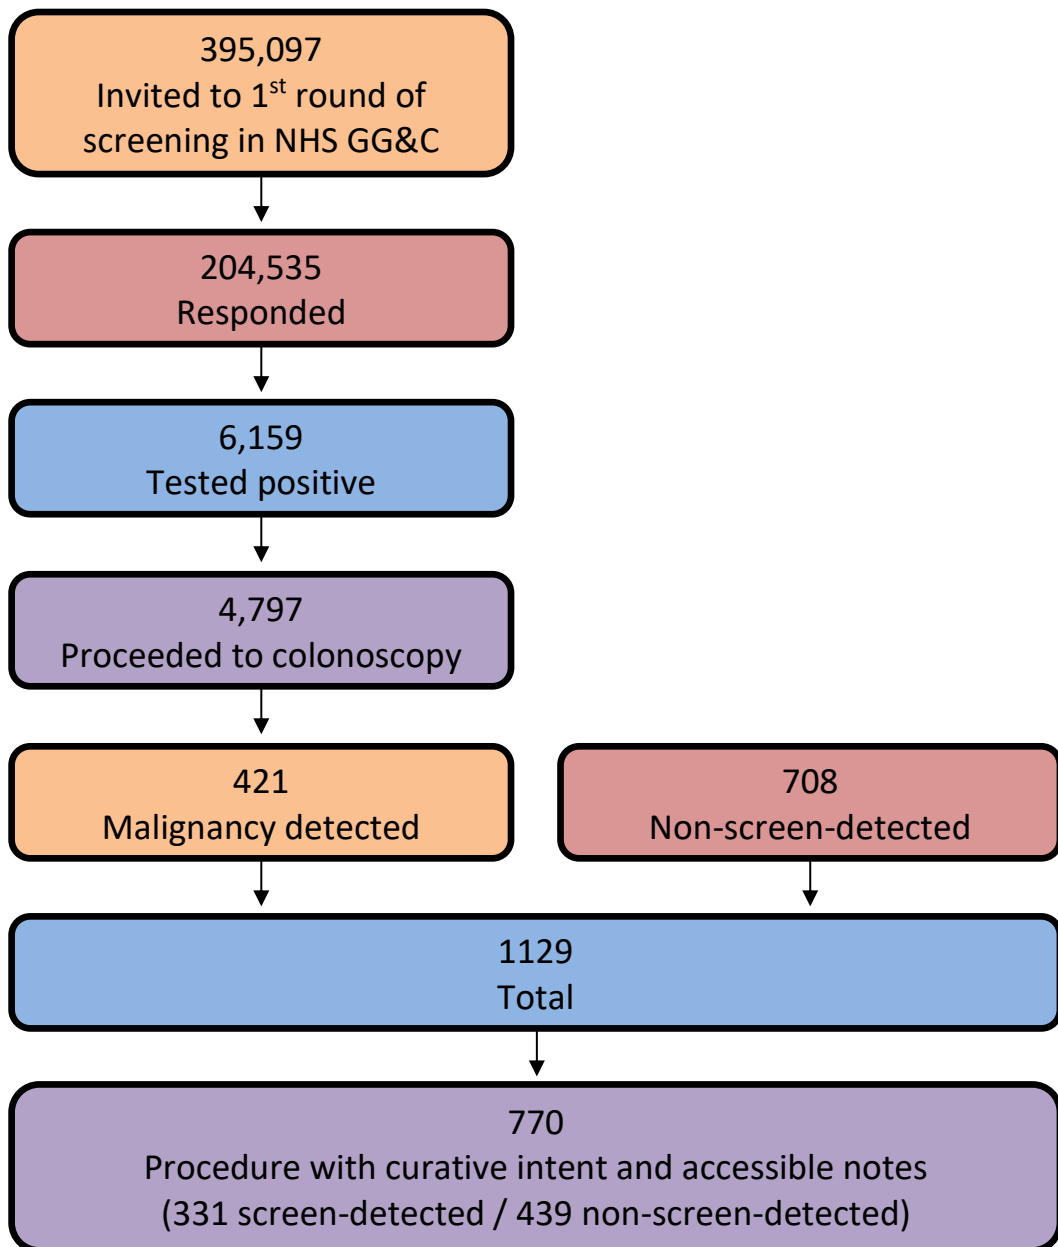 395,097
Invited to 1st round of
screening in NHS GG&C
204,535
Responded
6,159
Tested positive
4,797
Proceeded to colonoscopy
421
Malignancy detected
708
Non-screen-detected
1129
Total
770
Procedure with curative intent and accessible notes
(331 screen-detected / 439 non-screen-detected)